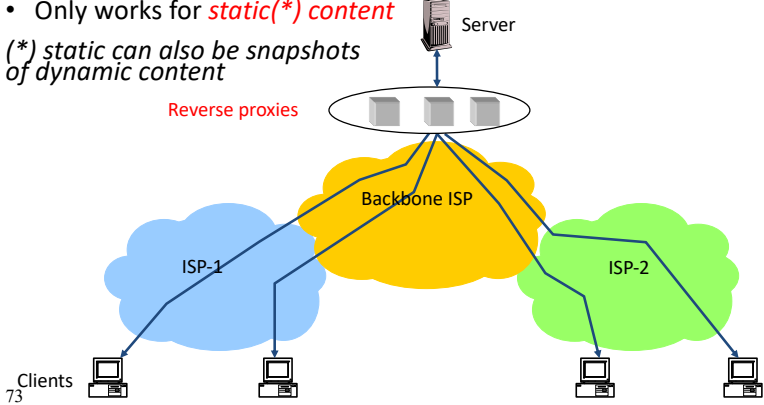 • Only works for static(*) content
(*) static can also be snapshots
of dynamic content
Server
Reverse proxies
Backbone ISP
ISP-1
ISP-2
Clients
73